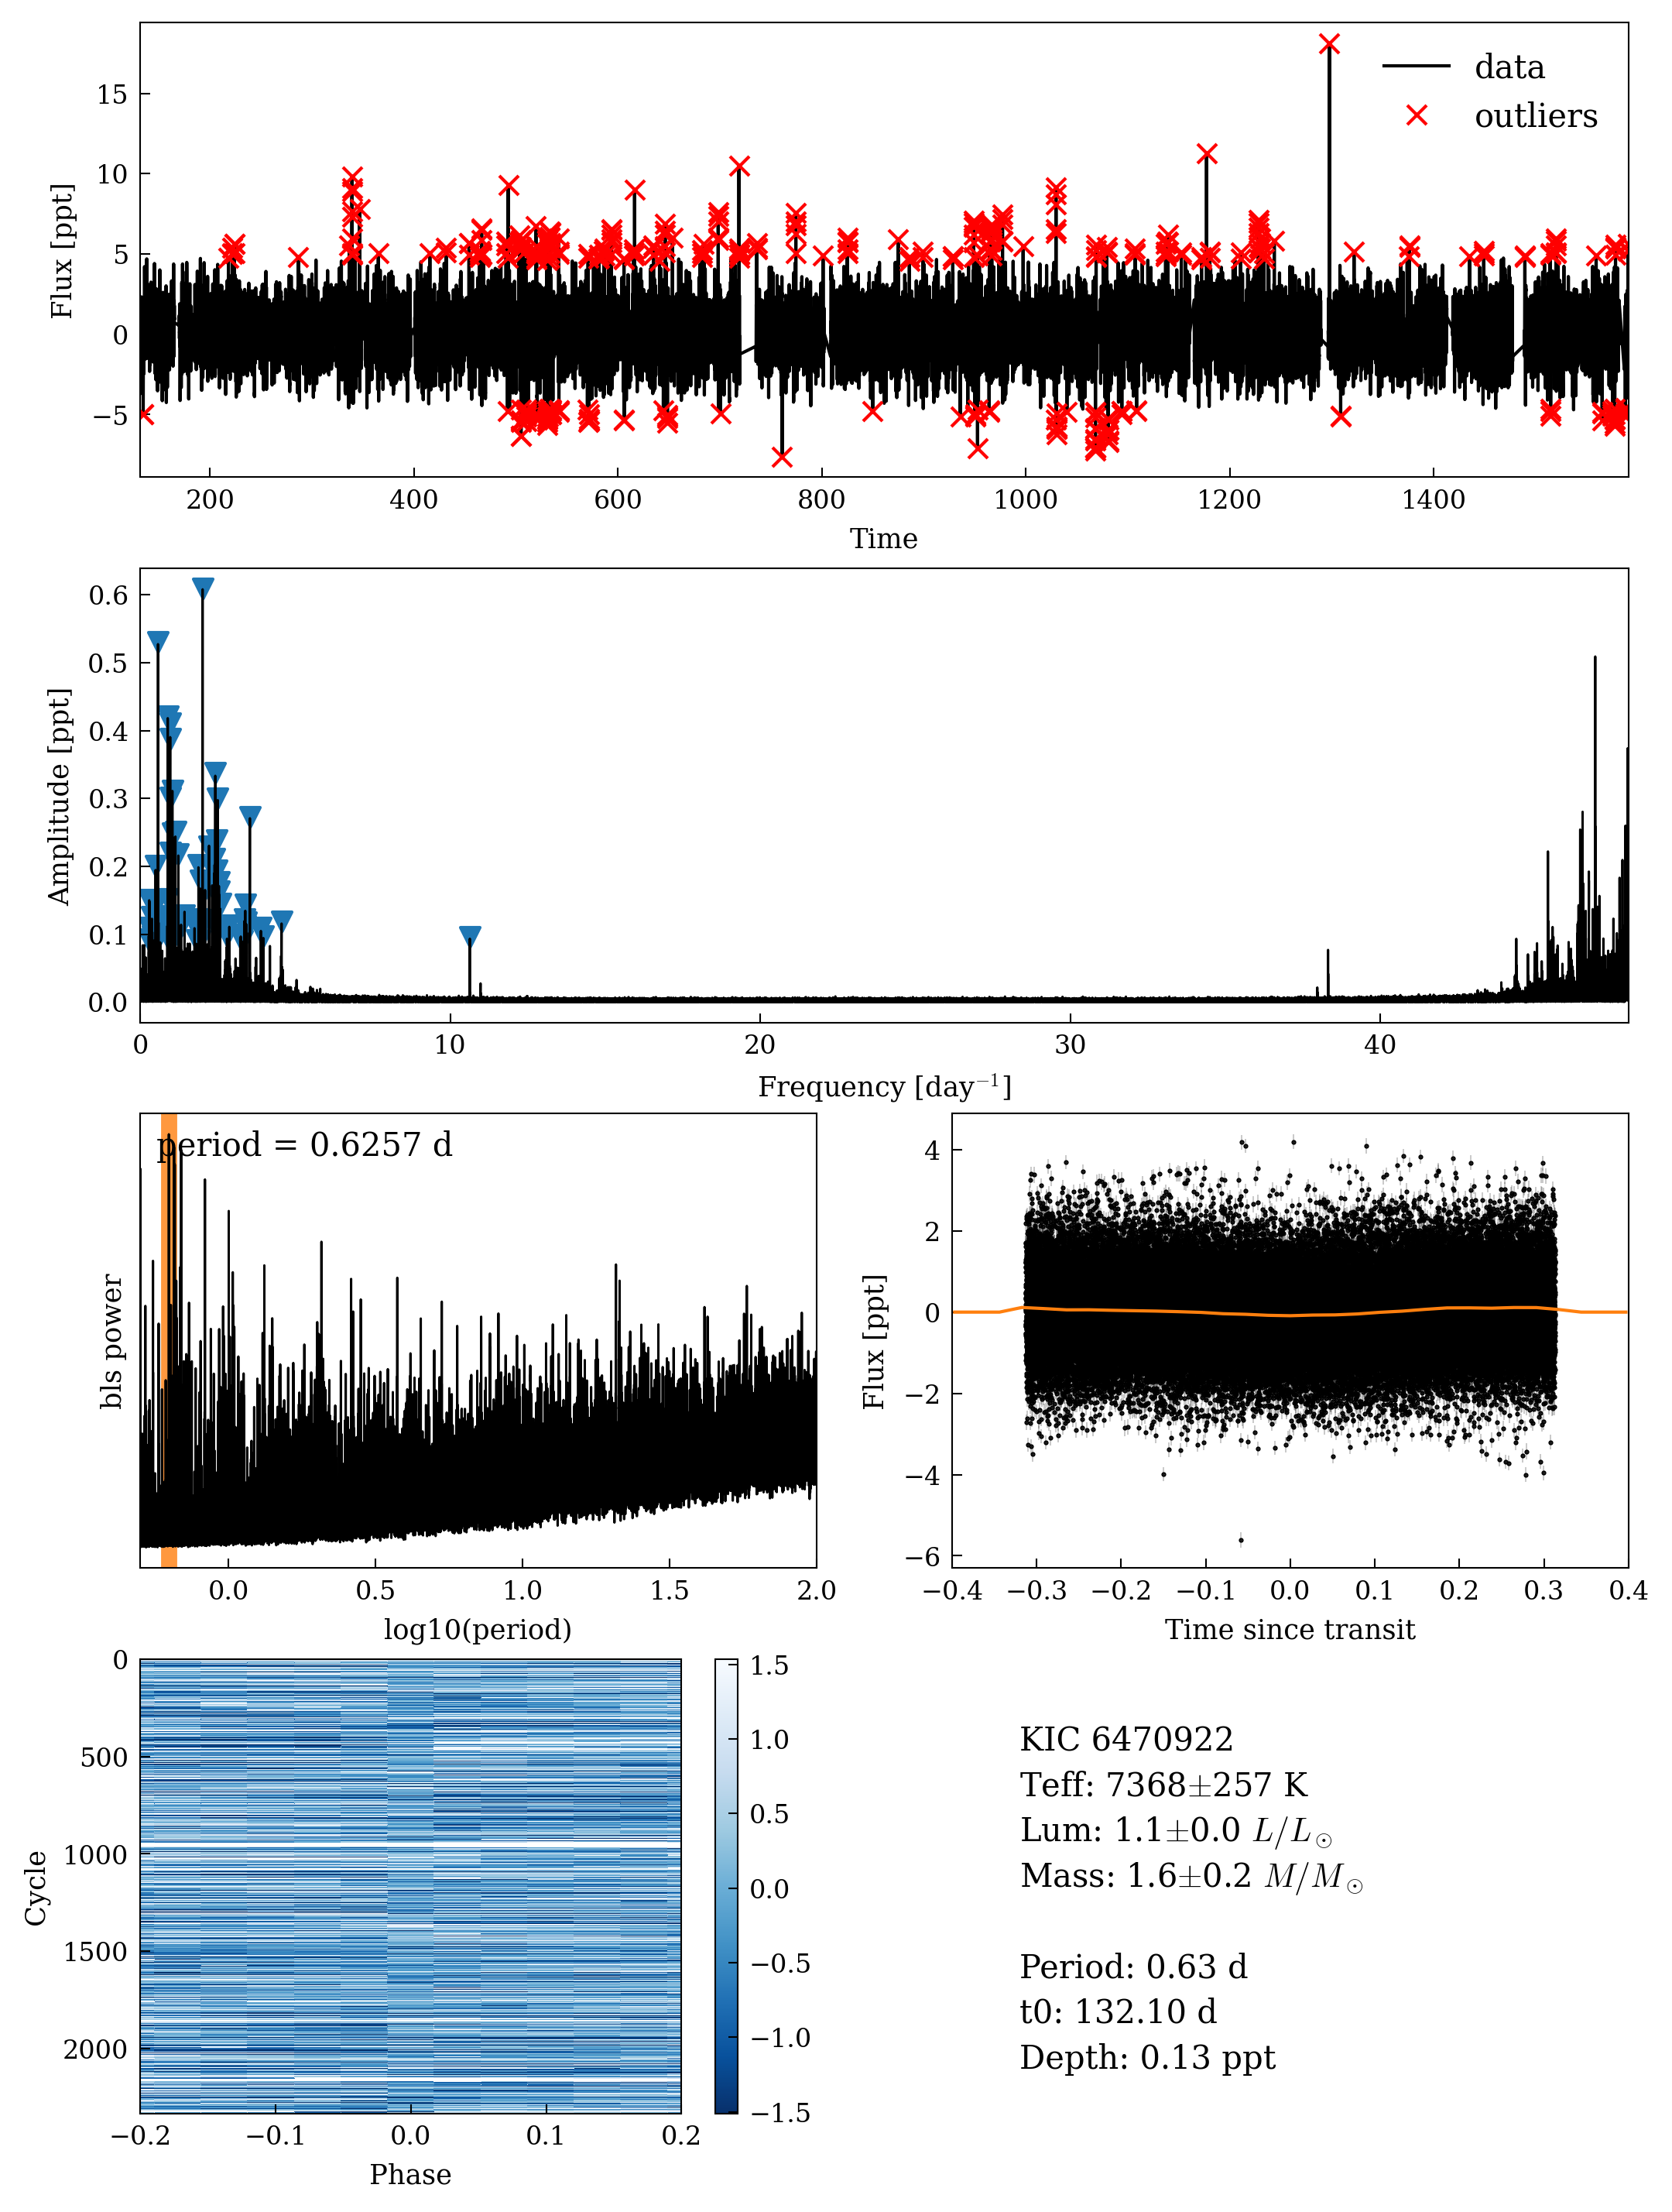 data
outliers
15
10
5
0
−5
Flux [ppt]
200 400 600 800 1000 1200 1400
Time
0.6
0.5
0.4
0.3
0.2
0.1
0.0
Amplitude [ppt]
0 10 20 30 40
Frequency [day⁻¹]
period = 0.6257 d
bls power
0.0 0.5 1.0 1.5 2.0
log10(period)
4
2
0
−2
−4
−6
Flux [ppt]
−0.4 −0.3 −0.2 −0.1 0.0 0.1 0.2 0.3 0.4
Time since transit
0
500
1000
1500
2000
Cycle
−0.2 −0.1 0.0 0.1 0.2
Phase
1.5
1.0
0.5
0.0
−0.5
−1.0
−1.5
KIC 6470922
Teff: 7368±257 K
Lum: 1.1±0.0 L/L⊙
Mass: 1.6±0.2 M/M⊙
Period: 0.63 d
t0: 132.10 d
Depth: 0.13 ppt